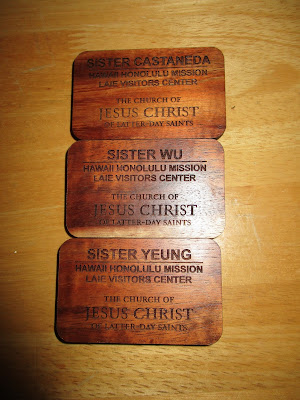 SISTER CASTANEDA
HAWAII HONOLULU MISSION
LAIE VISITORS CENTER
THE CHURCH OF
JESUS CHRIST
OF LATTER-DAY SAINTS
SISTER WU
HAWAII HONOLULU MISSION
LAIE VISITORS CENTER
THE CHURCH OF
JESUS CHRIST
OF LATTER-DAY SAINTS
SISTER YEUNG
HAWAII HONOLULU MISSION
LAIE VISITORS CENTER
THE CHURCH OF
JESUS CHRIST
OF LATTER-DAY SAINTS